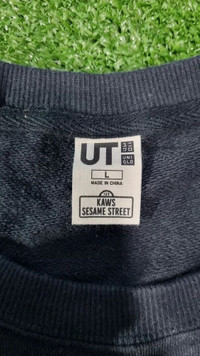 UT
UNI
QLO
L
MADE IN CHINA
KAWS
SESAME STREET